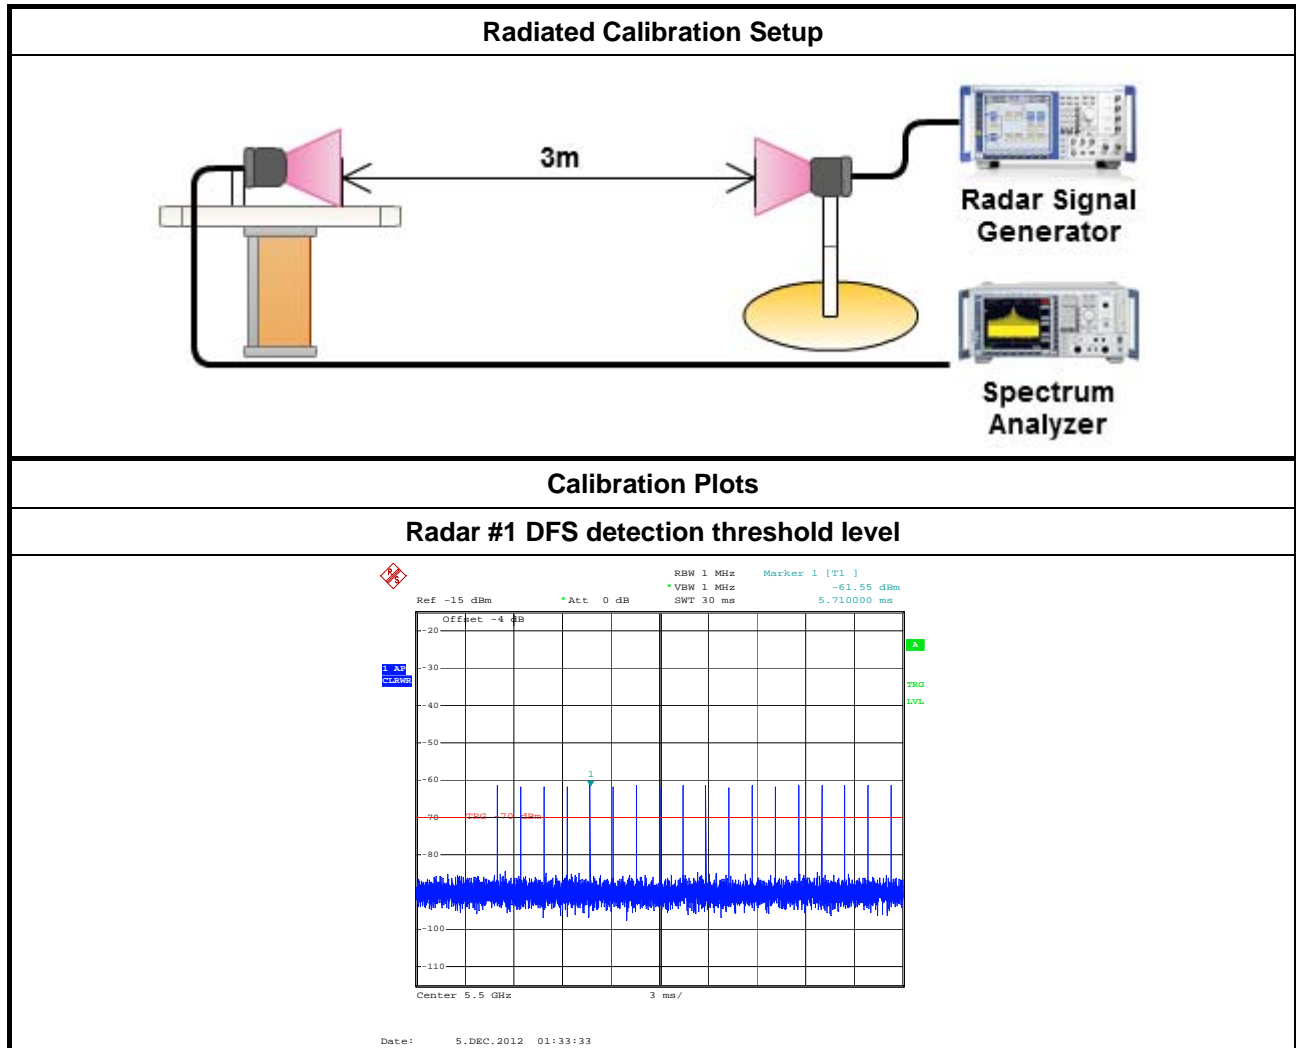 Radiated Calibration Setup
3m
Radar Signal
Generator
Spectrum
Analyzer
Calibration Plots
Radar #1 DFS detection threshold level
R S
RBW 1 MHz Marker 1 [T1 ]
*VBW 1 MHz -61.55 dBm
Ref -15 dBm *Att 0 dB SWT 30 ms 5.710000 ms
Offset -4 dB
-20
A
1 AP
CLRWR
-30
TRG
LVL
-40
-50
-60
1
-70
TRG -70 dBm
-80
-100
-110
Center 5.5 GHz 3 ms/
Date: 5.DEC.2012 01:33:33